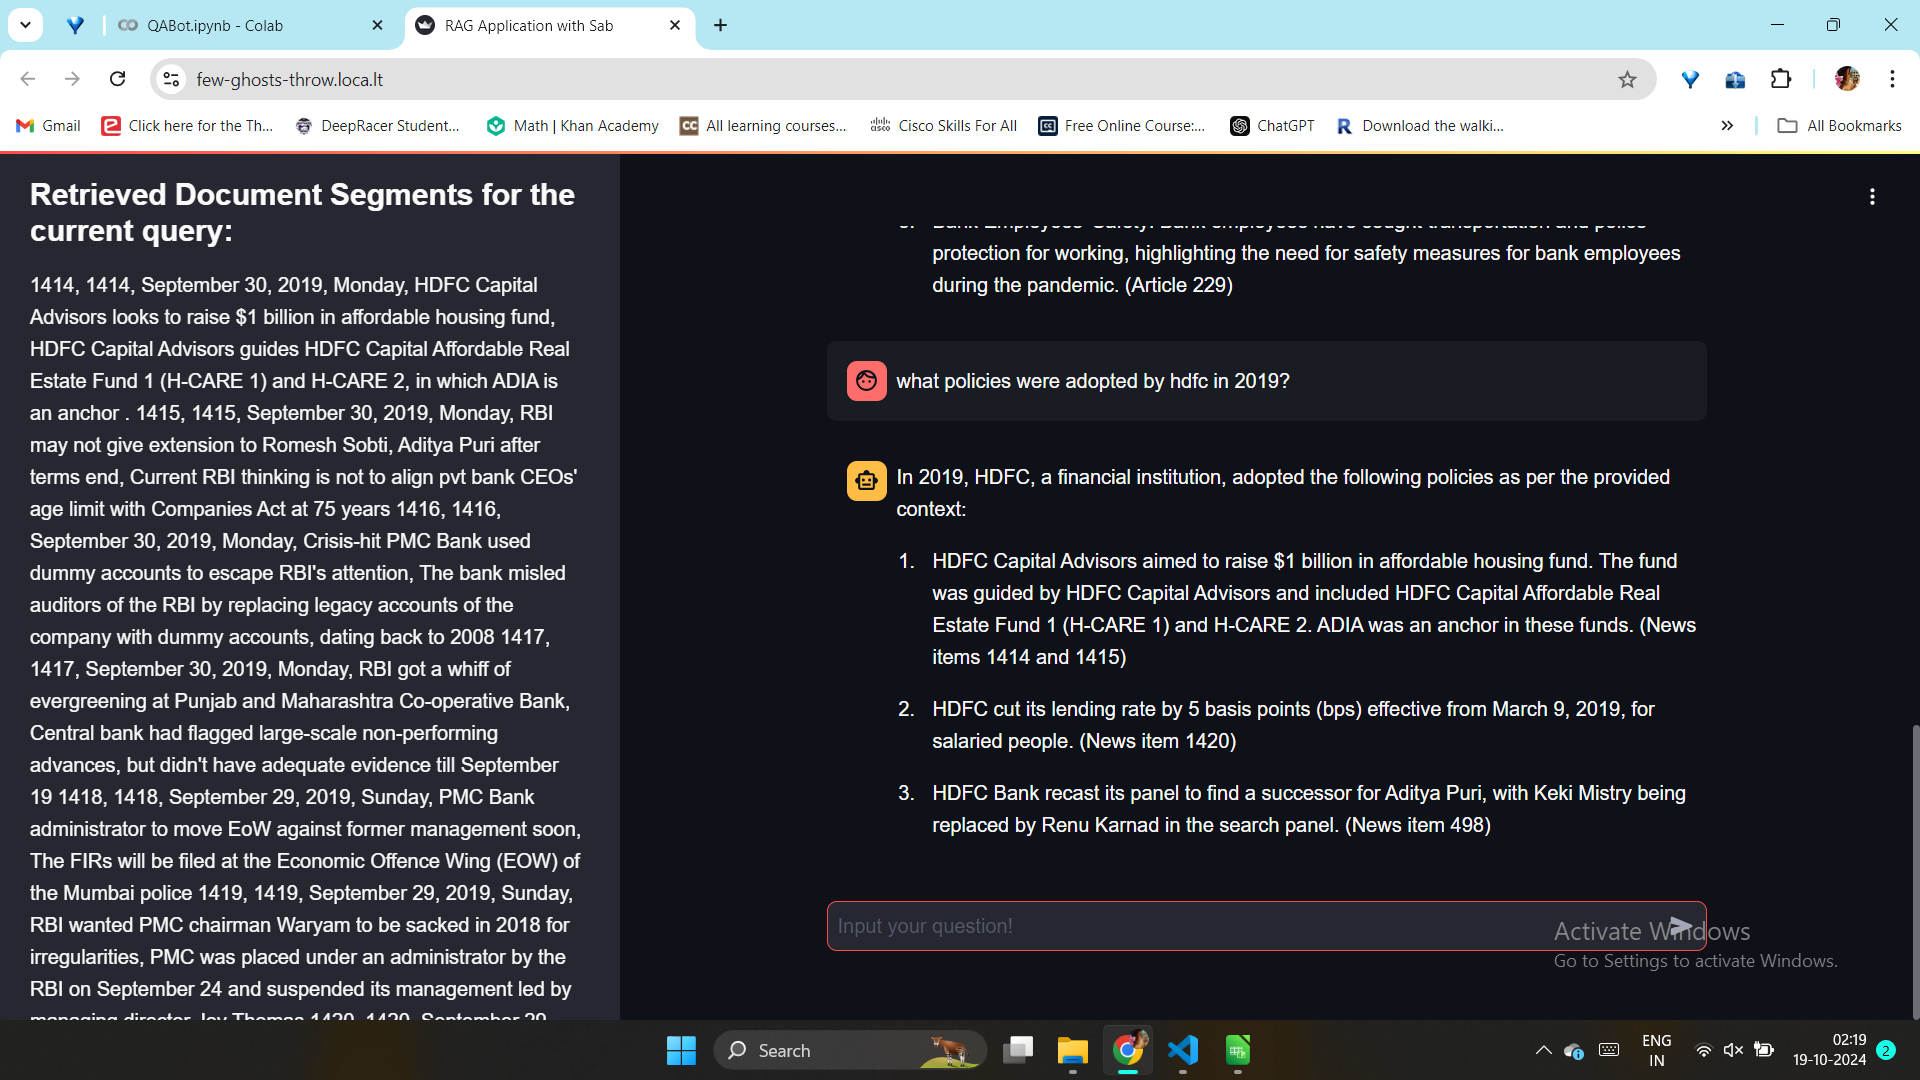 QABot.ipynb - Colab
RAG Application with Sab
few-ghosts-throw.loca.lt
Gmail
Click here for the Th...
DeepRacer Student...
Math | Khan Academy
All learning courses...
Cisco Skills For All
Free Online Course:...
ChatGPT
Download the walki...
All Bookmarks
Retrieved Document Segments for the
current query:
1414, 1414, September 30, 2019, Monday, HDFC Capital
Advisors looks to raise $1 billion in affordable housing fund,
HDFC Capital Advisors guides HDFC Capital Affordable Real
Estate Fund 1 (H-CARE 1) and H-CARE 2, in which ADIA is
an anchor . 1415, 1415, September 30, 2019, Monday, RBI
may not give extension to Romesh Sobti, Aditya Puri after
terms end, Current RBI thinking is not to align pvt bank CEOs'
age limit with Companies Act at 75 years 1416, 1416,
September 30, 2019, Monday, Crisis-hit PMC Bank used
dummy accounts to escape RBI's attention, The bank misled
auditors of the RBI by replacing legacy accounts of the
company with dummy accounts, dating back to 2008 1417,
1417, September 30, 2019, Monday, RBI got a whiff of
evergreening at Punjab and Maharashtra Co-operative Bank,
Central bank had flagged large-scale non-performing
advances, but didn't have adequate evidence till September
19 1418, 1418, September 29, 2019, Sunday, PMC Bank
administrator to move EoW against former management soon,
The FIRs will be filed at the Economic Offence Wing (EOW) of
the Mumbai police 1419, 1419, September 29, 2019, Sunday,
RBI wanted PMC chairman Waryam to be sacked in 2018 for
irregularities, PMC was placed under an administrator by the
RBI on September 24 and suspended its management led by
managing director Joy Thomas 1420, 1420, September 29
Bank Employees' Safety: Bank employees have sought transportation and police
protection for working, highlighting the need for safety measures for bank employees
during the pandemic. (Article 229)
what policies were adopted by hdfc in 2019?
In 2019, HDFC, a financial institution, adopted the following policies as per the provided
context:
1. HDFC Capital Advisors aimed to raise $1 billion in affordable housing fund. The fund
was guided by HDFC Capital Advisors and included HDFC Capital Affordable Real
Estate Fund 1 (H-CARE 1) and H-CARE 2. ADIA was an anchor in these funds. (News
items 1414 and 1415)
2. HDFC cut its lending rate by 5 basis points (bps) effective from March 9, 2019, for
salaried people. (News item 1420)
3. HDFC Bank recast its panel to find a successor for Aditya Puri, with Keki Mistry being
replaced by Renu Karnad in the search panel. (News item 498)
Input your question!
Activate Windows
Go to Settings to activate Windows.
Search
ENG
IN
02:19
19-10-2024
2